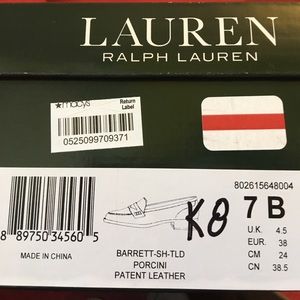 LAUREN
RALPH LAUREN
★macys
Return
Label
0525099709371
802615648004
K8
7 B
U.K. 4.5
EUR. 38
CM 24
CN 38.5
8 89750 34560 5
MADE IN CHINA
BARRETT-SH-TLD
PORCINI
PATENT LEATHER